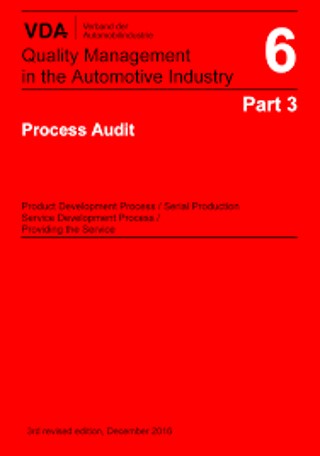 VDA Verband der
Automobilindustrie
Quality Management
in the Automotive Industry
6
Part 3
Process Audit
Product Development Process / Serial Production
Service Development Process /
Providing the Service
3rd revised edition, December 2016